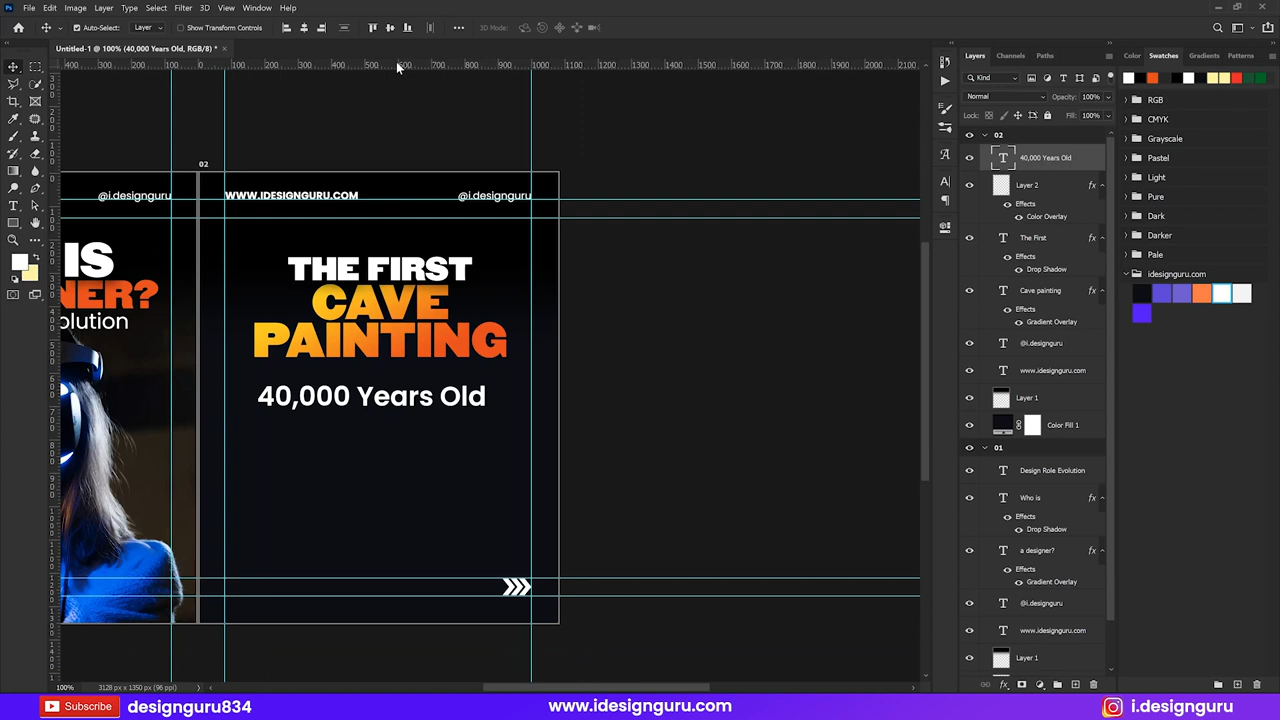 File Edit Image Layer Type Select Filter 3D View Window Help
Auto-Select: Layer Show Transform Controls 3D Mode:
Untitled-1 @ 100% (40,000 Years Old, RGB/8) *
02
@i.designguru
WWW.IDESIGNGURU.COM @i.designguru
IS
NER?
olution
THE FIRST
CAVE
PAINTING
40,000 Years Old
100% 3128 px x 1350 px (96 ppi)
Layers Channels Paths
Kind
Normal Opacity: 100%
Lock: Fill: 100%
02
40,000 Years Old
Layer 2
Effects
Color Overlay
The First
Effects
Drop Shadow
Cave painting
Effects
Gradient Overlay
@i.designguru
www.idesignguru.com
Layer 1
Color Fill 1
01
Design Role Evolution
Who is
Effects
Drop Shadow
a designer?
Effects
Gradient Overlay
@i.designguru
www.idesignguru.com
Layer 1
Color Swatches Gradients Patterns
RGB
CMYK
Grayscale
Pastel
Light
Pure
Dark
Darker
Pale
idesignguru.com
Subscribe designguru834
www.idesignguru.com
i.designguru